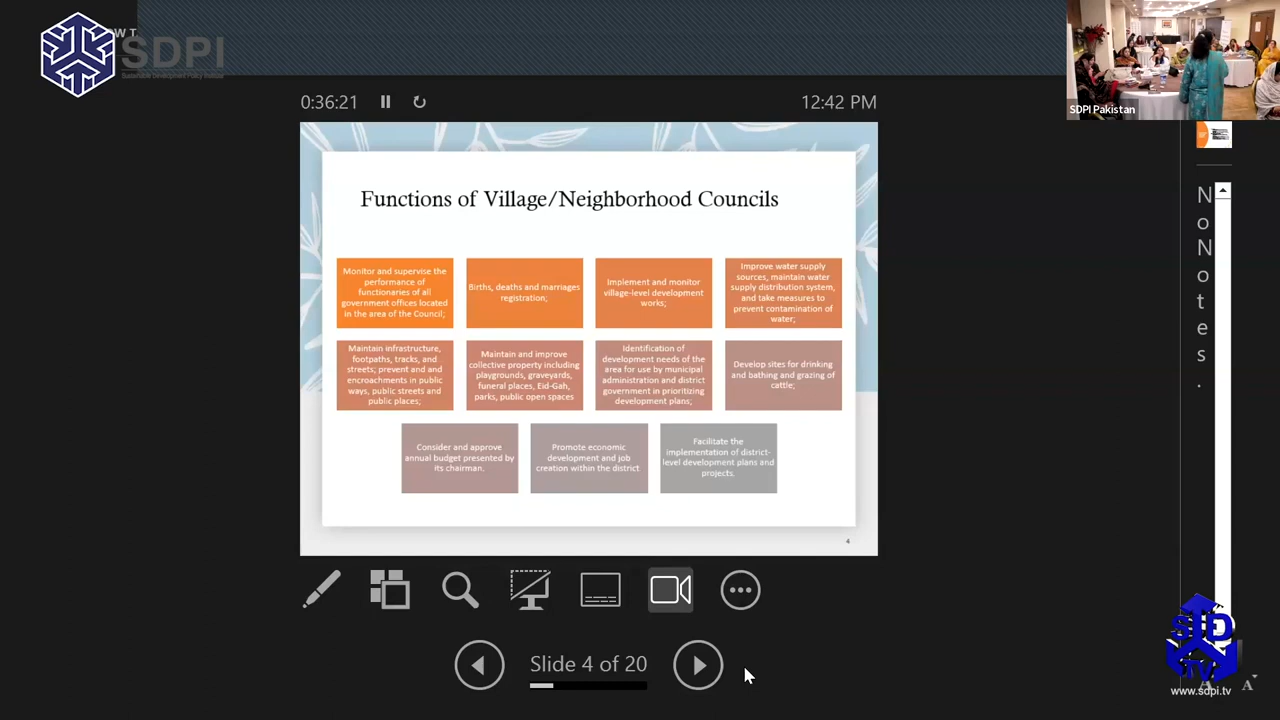 W T
SDPI
Sustainable Development Policy Institute
0:36:21
12:42 PM
SDPI Pakistan
Functions of Village/Neighborhood Councils
Monitor and supervise the
performance of
functionaries of all
government offices located
in the area of the Council;
Births, deaths and marriages
registration;
Implement and monitor
village-level development
works;
Improve water supply
sources, maintain water
supply distribution system,
and take measures to
prevent contamination of
water;
Maintain infrastructure,
footpaths, tracks, and
streets; prevent and and
encroachments in public
ways, public streets and
public places;
Maintain and improve
collective property including
playgrounds, graveyards,
funeral places, Eid-Gah,
parks, public open spaces
Identification of
development needs of the
area for use by municipal
administration and district
government in prioritizing
development plans;
Develop sites for drinking
and bathing and grazing of
cattle;
Consider and approve
annual budget presented by
its chairman.
Promote economic
development and job
creation within the district
Facilitate the
implementation of district-
level development plans and
projects.
4
Slide 4 of 20
N
o
N
o
t
e
s
.
SD
TV
www.sdpi.tv
A